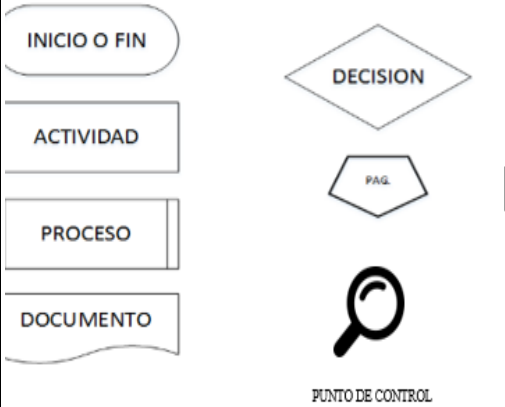 INICIO O FIN
ACTIVIDAD
PROCESO
DOCUMENTO
DECISION
PAG.
PUNTO DE CONTROL